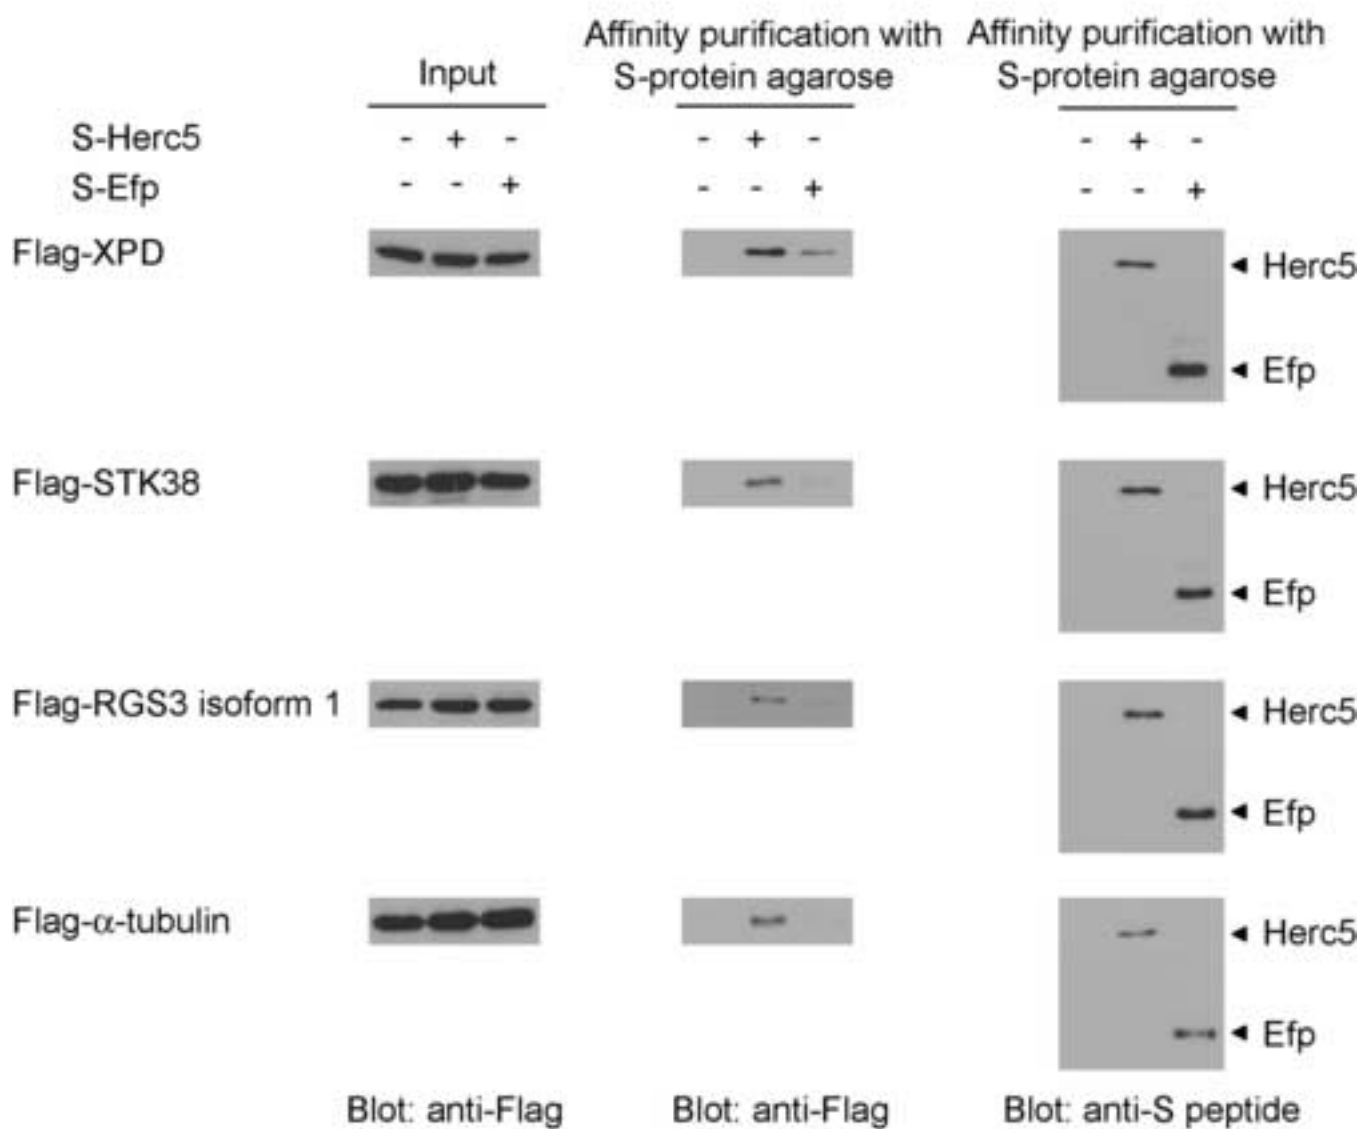 Input
Affinity purification with
S-protein agarose
Affinity purification with
S-protein agarose
S-Herc5 - + - - + - - + -
S-Efp - - + - - + - - +
Flag-XPD
Herc5
Efp
Flag-STK38
Herc5
Efp
Flag-RGS3 isoform 1
Herc5
Efp
Flag-α-tubulin
Herc5
Efp
Blot: anti-Flag
Blot: anti-Flag
Blot: anti-S peptide